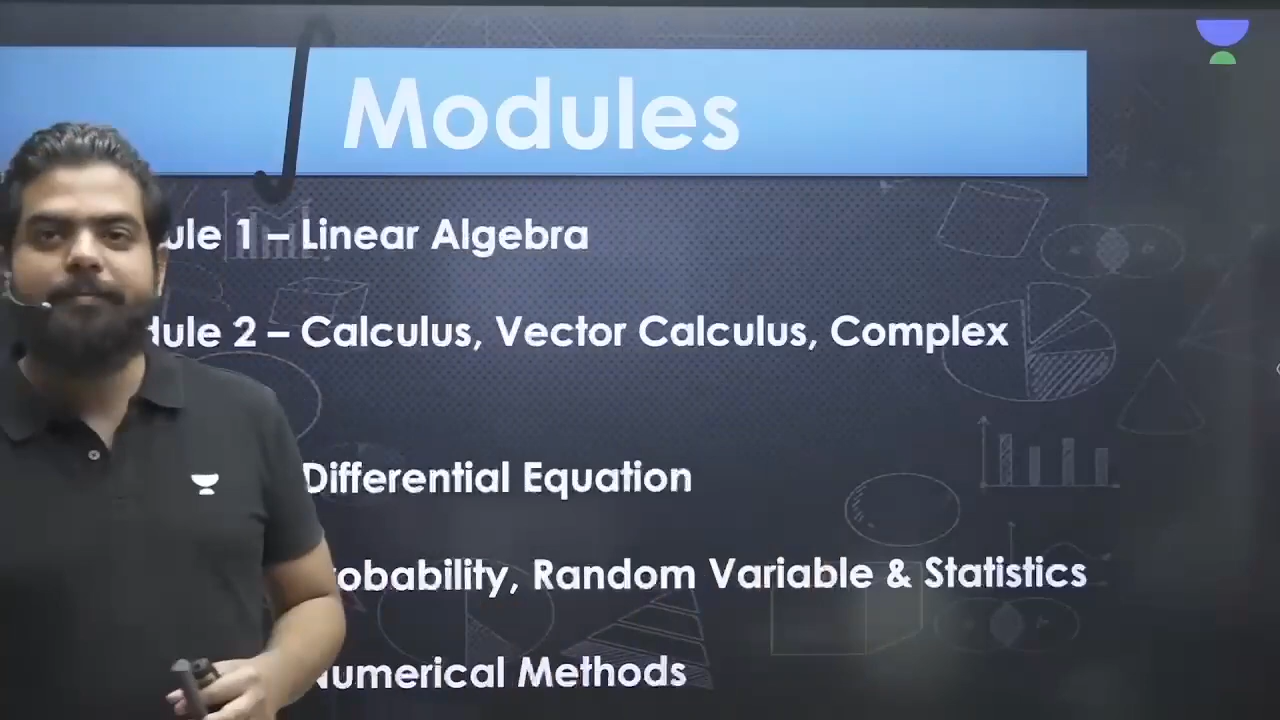 Modules
ule 1 – Linear Algebra
dule 2 – Calculus, Vector Calculus, Complex
Differential Equation
robability, Random Variable & Statistics
Numerical Methods